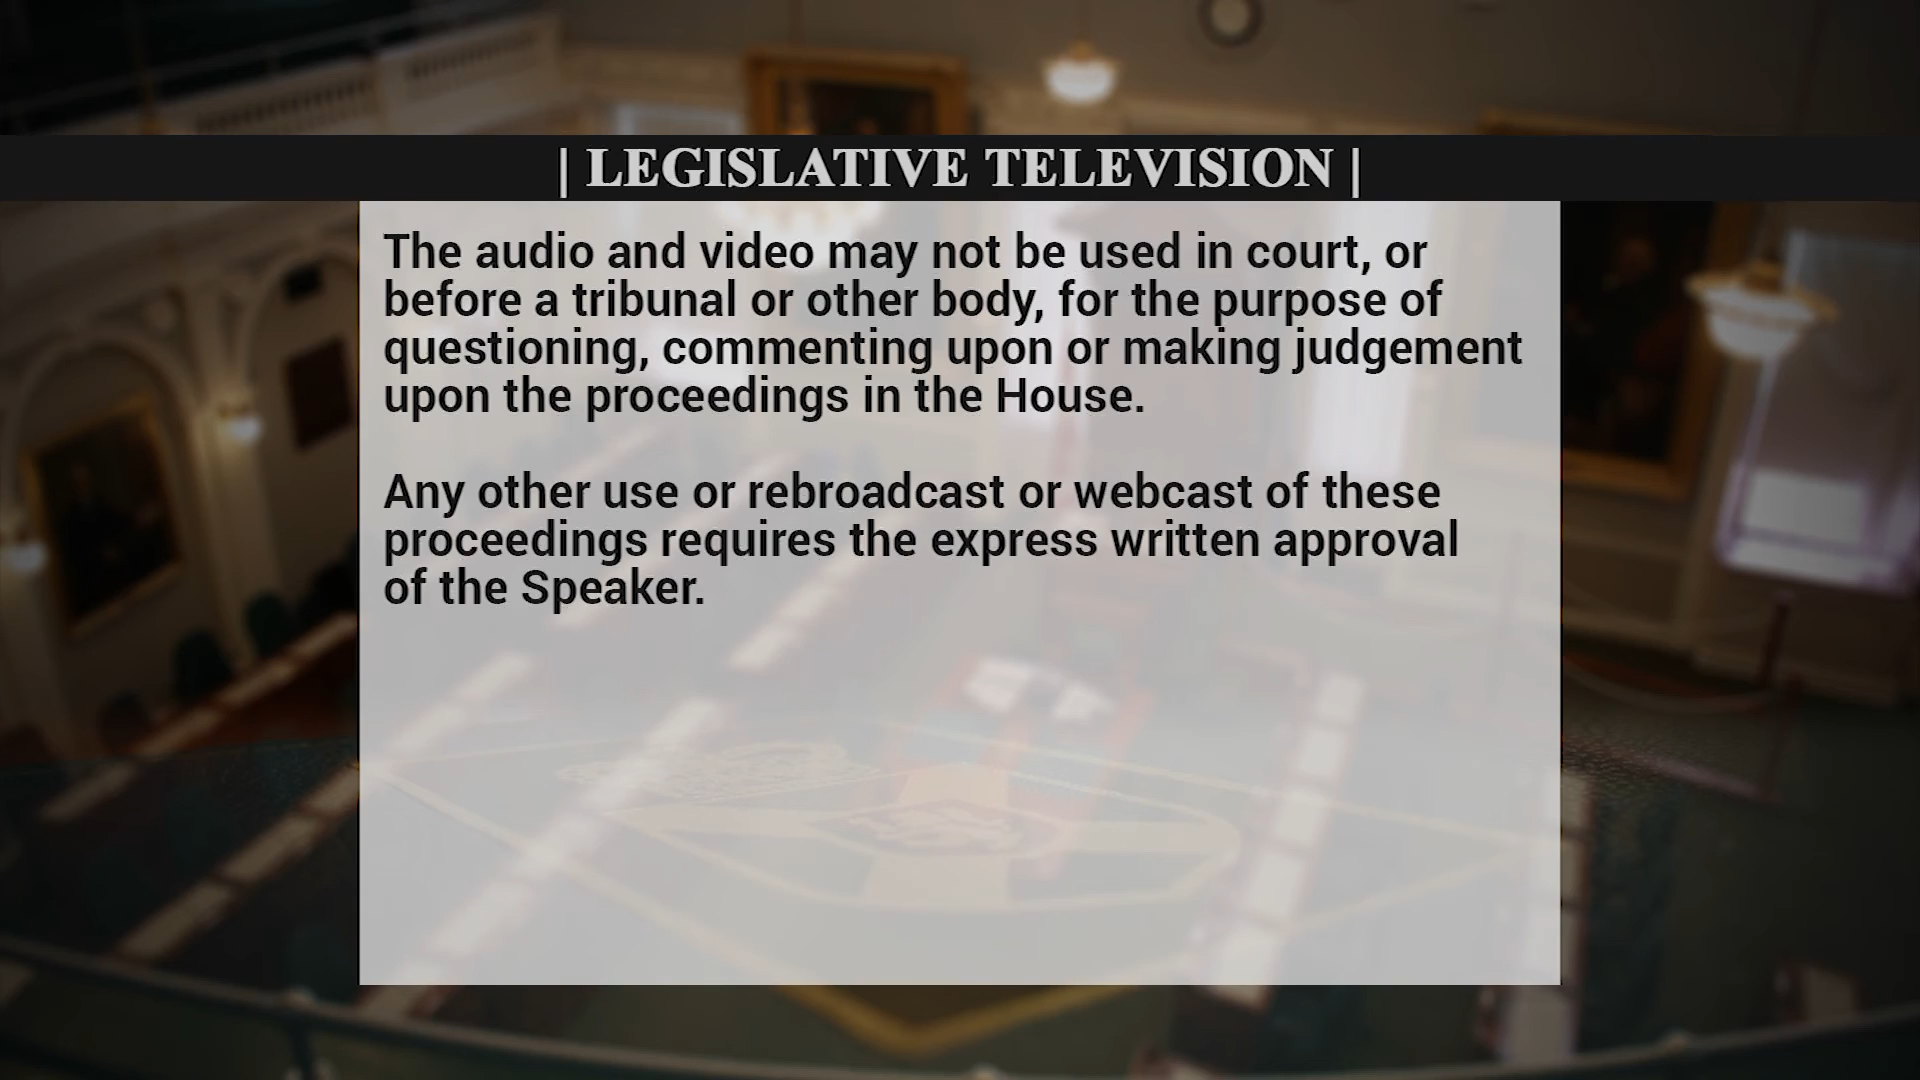 | LEGISLATIVE TELEVISION |
The audio and video may not be used in court, or
before a tribunal or other body, for the purpose of
questioning, commenting upon or making judgement
upon the proceedings in the House.
Any other use or rebroadcast or webcast of these
proceedings requires the express written approval
of the Speaker.